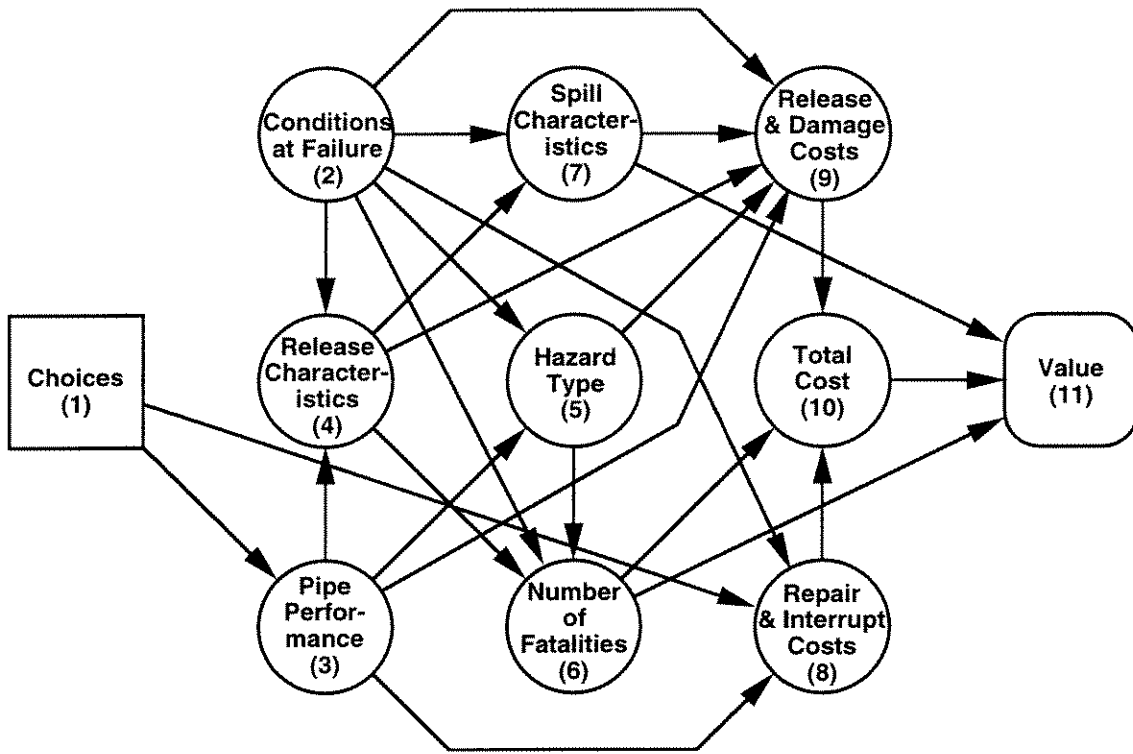 Conditions
at Failure
(2)
Spill
Character-
istics
(7)
Release
& Damage
Costs
(9)
Choices
(1)
Release
Character-
istics
(4)
Hazard
Type
(5)
Total
Cost
(10)
Value
(11)
Pipe
Perfor-
mance
(3)
Number
of
Fatalities
(6)
Repair
& Interrupt
Costs
(8)